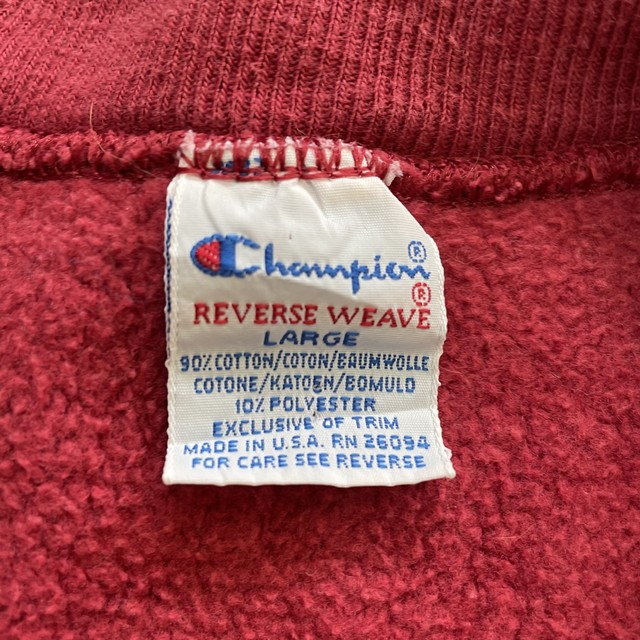 Champion®
REVERSE WEAVE®
LARGE
90% COTTON/COTON/BAUMWOLLE
COTONE/KATOEN/BOMULD
10% POLYESTER
EXCLUSIVE OF TRIM
MADE IN U.S.A. RN 26094
FOR CARE SEE REVERSE